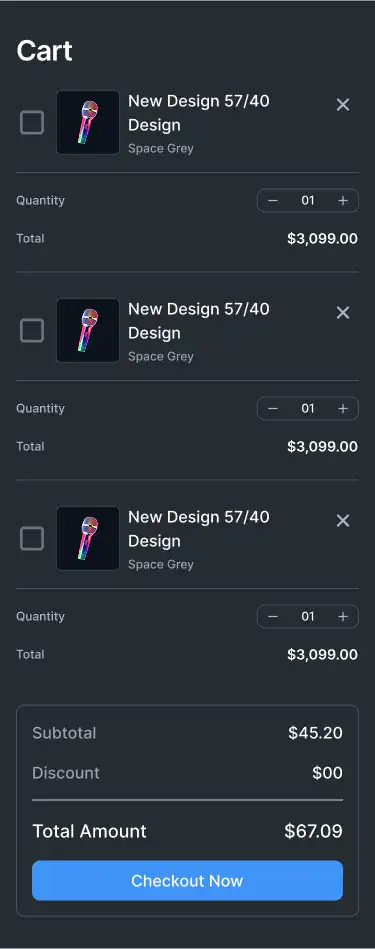 Cart
New Design 57/40
Design
Space Grey
Quantity
− 01 +
Total
$3,099.00
New Design 57/40
Design
Space Grey
Quantity
− 01 +
Total
$3,099.00
New Design 57/40
Design
Space Grey
Quantity
− 01 +
Total
$3,099.00
Subtotal
$45.20
Discount
$00
Total Amount
$67.09
Checkout Now